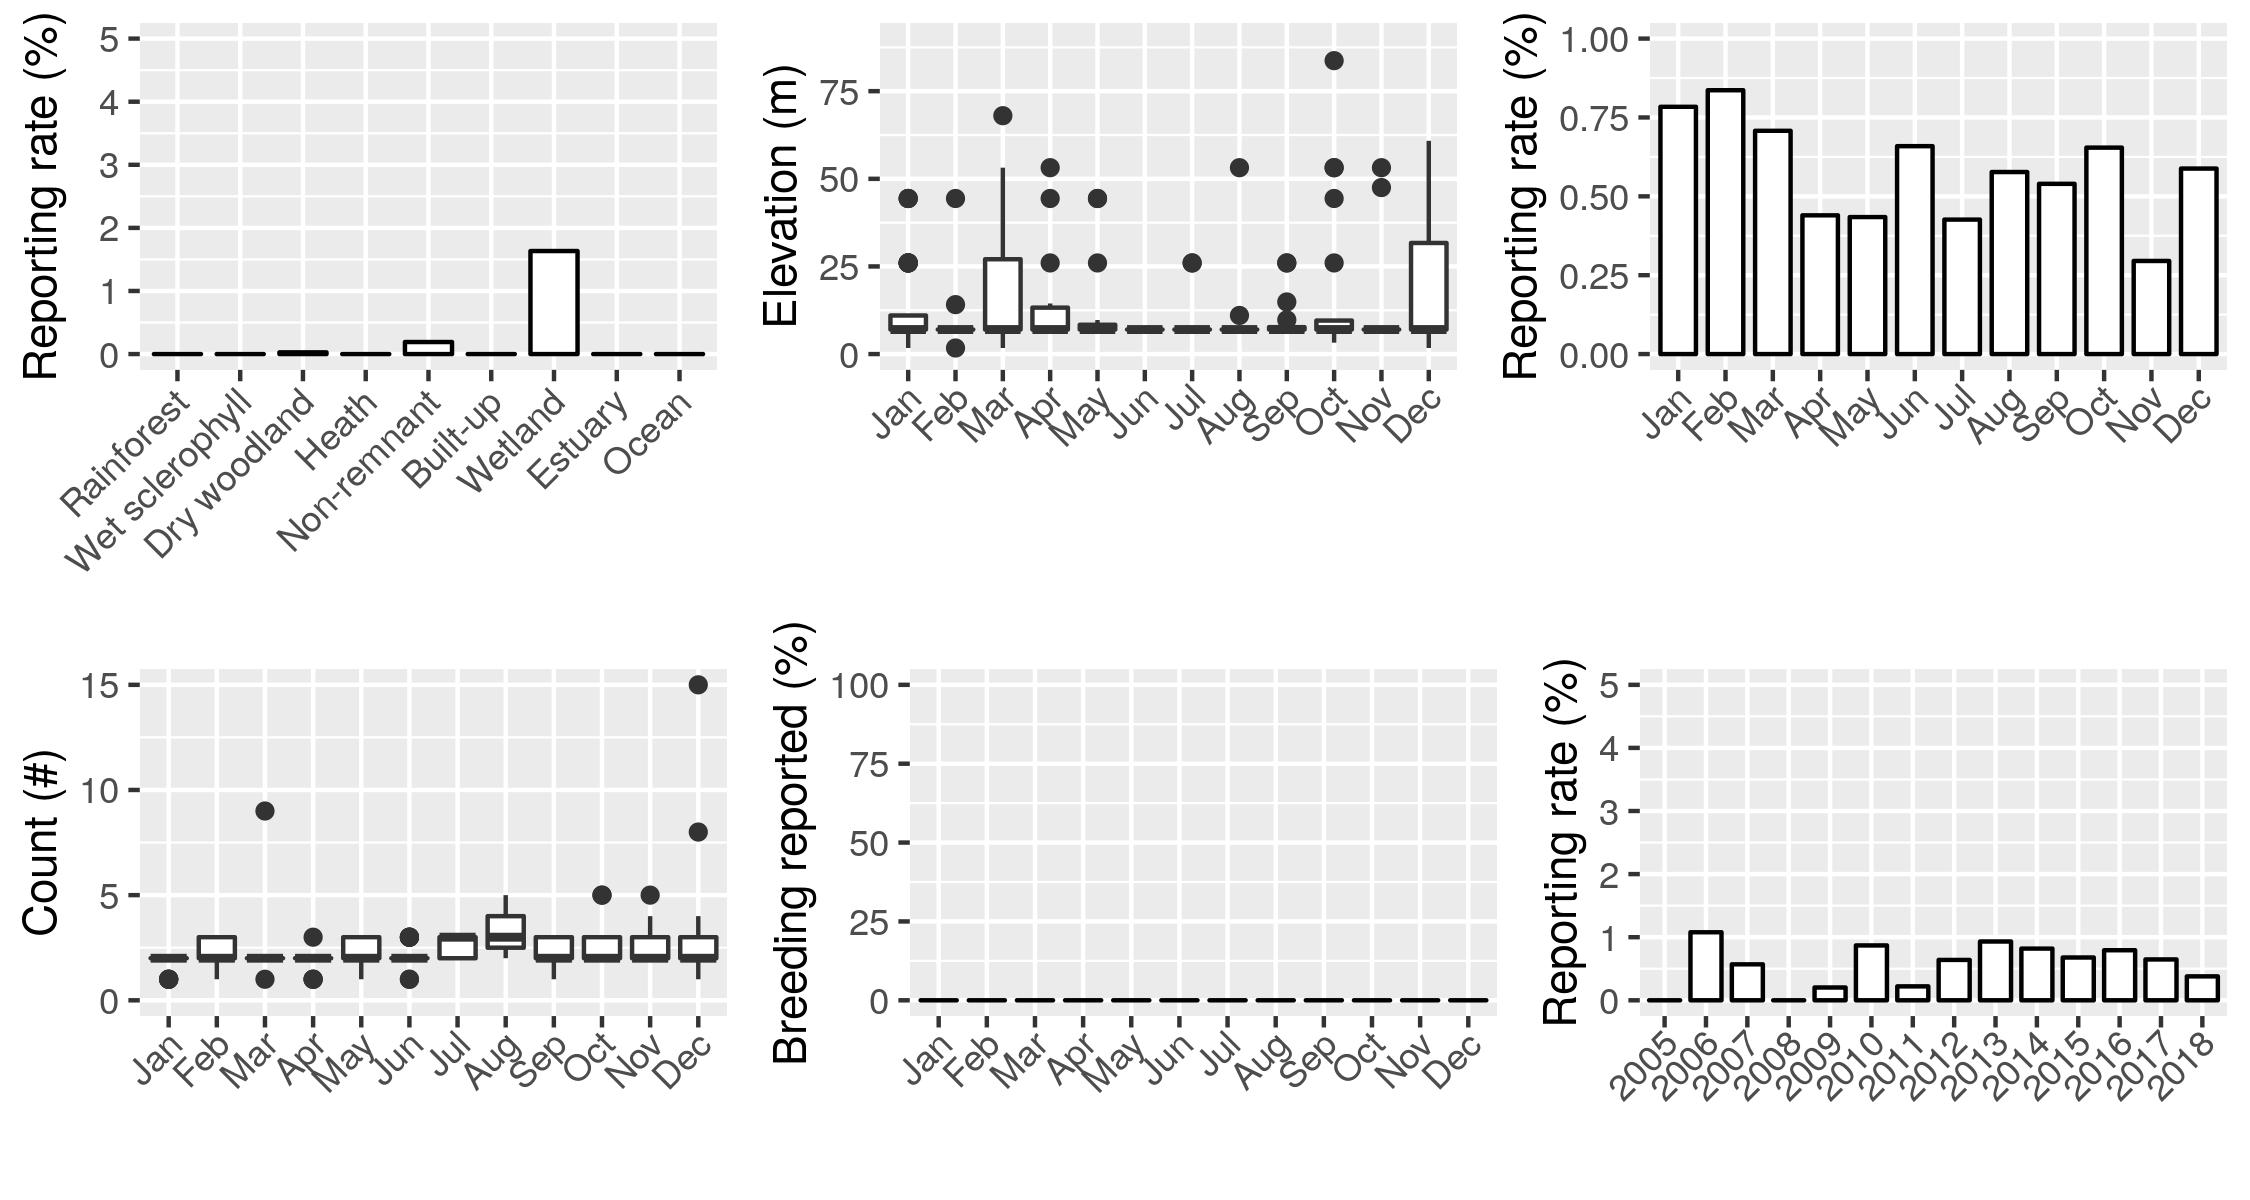 Reporting rate (%)
5
4
3
2
1
0
Rainforest
Wet sclerophyll
Dry woodland
Heath
Non-remnant
Built-up
Wetland
Estuary
Ocean
Elevation (m)
75
50
25
0
Jan
Feb
Mar
Apr
May
Jun
Jul
Aug
Sep
Oct
Nov
Dec
Reporting rate (%)
1.00
0.75
0.50
0.25
0.00
Jan
Feb
Mar
Apr
May
Jun
Jul
Aug
Sep
Oct
Nov
Dec
Count (#)
15
10
5
0
Jan
Feb
Mar
Apr
May
Jun
Jul
Aug
Sep
Oct
Nov
Dec
Breeding reported (%)
100
75
50
25
0
Jan
Feb
Mar
Apr
May
Jun
Jul
Aug
Sep
Oct
Nov
Dec
Reporting rate (%)
5
4
3
2
1
0
2005
2006
2007
2008
2009
2010
2011
2012
2013
2014
2015
2016
2017
2018